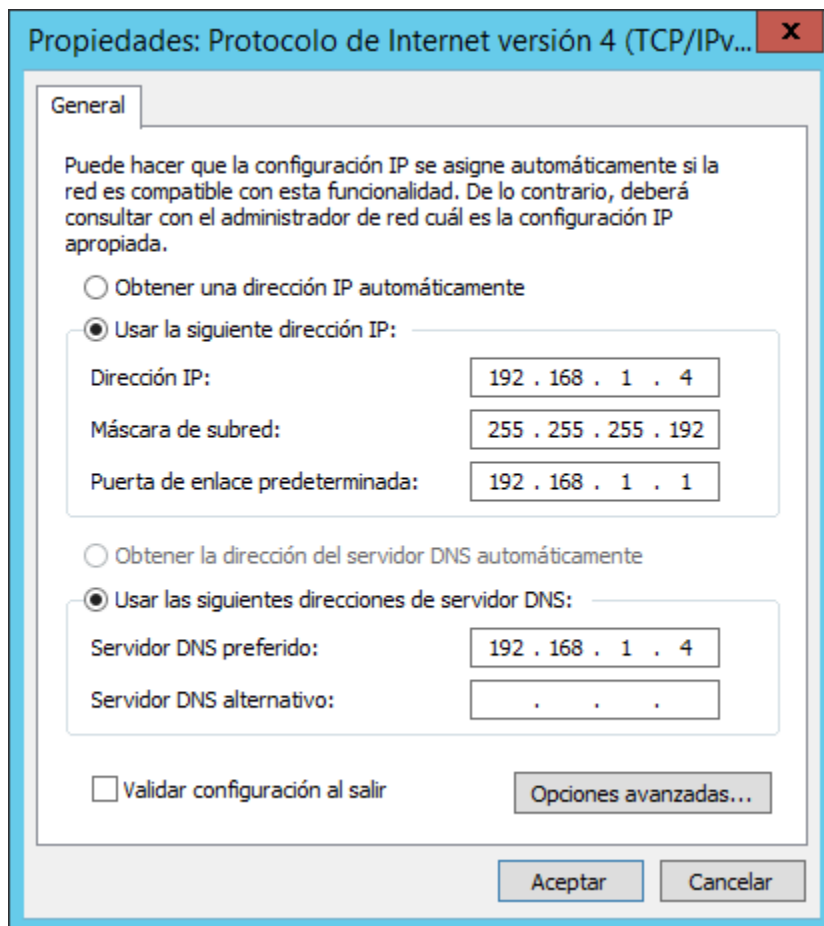 Propiedades: Protocolo de Internet versión 4 (TCP/IPv...
x
General
Puede hacer que la configuración IP se asigne automáticamente si la
red es compatible con esta funcionalidad. De lo contrario, deberá
consultar con el administrador de red cuál es la configuración IP
apropiada.
Obtener una dirección IP automáticamente
Usar la siguiente dirección IP:
Dirección IP: 192 . 168 . 1 . 4
Máscara de subred: 255 . 255 . 255 . 192
Puerta de enlace predeterminada: 192 . 168 . 1 . 1
Obtener la dirección del servidor DNS automáticamente
Usar las siguientes direcciones de servidor DNS:
Servidor DNS preferido: 192 . 168 . 1 . 4
Servidor DNS alternativo: . . .
Validar configuración al salir Opciones avanzadas...
Aceptar Cancelar